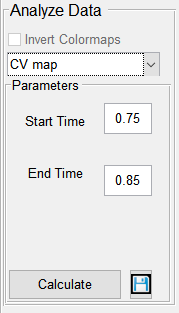 Analyze Data
Invert Colormaps
CV map
Parameters
Start Time 0.75
End Time 0.85
Calculate